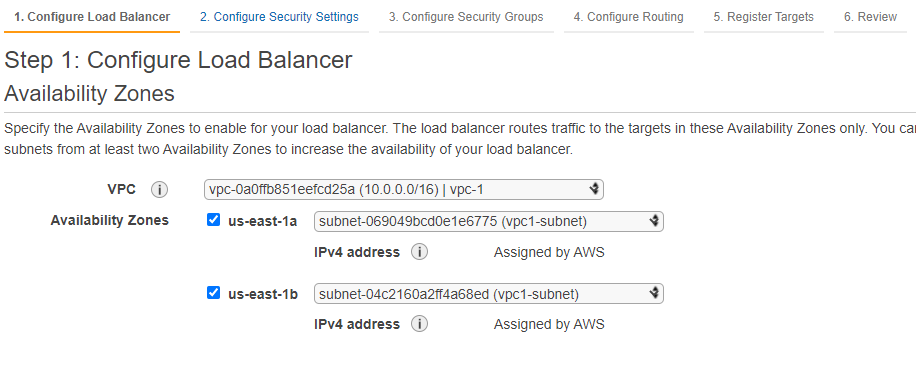 1. Configure Load Balancer 2. Configure Security Settings 3. Configure Security Groups 4. Configure Routing 5. Register Targets 6. Review
Step 1: Configure Load Balancer
Availability Zones
Specify the Availability Zones to enable for your load balancer. The load balancer routes traffic to the targets in these Availability Zones only. You can
subnets from at least two Availability Zones to increase the availability of your load balancer.
VPC i vpc-0a0ffb851eefcd25a (10.0.0.0/16) | vpc-1
Availability Zones us-east-1a subnet-069049bcd0e1e6775 (vpc1-subnet)
IPv4 address i Assigned by AWS
us-east-1b subnet-04c2160a2ff4a68ed (vpc1-subnet)
IPv4 address i Assigned by AWS